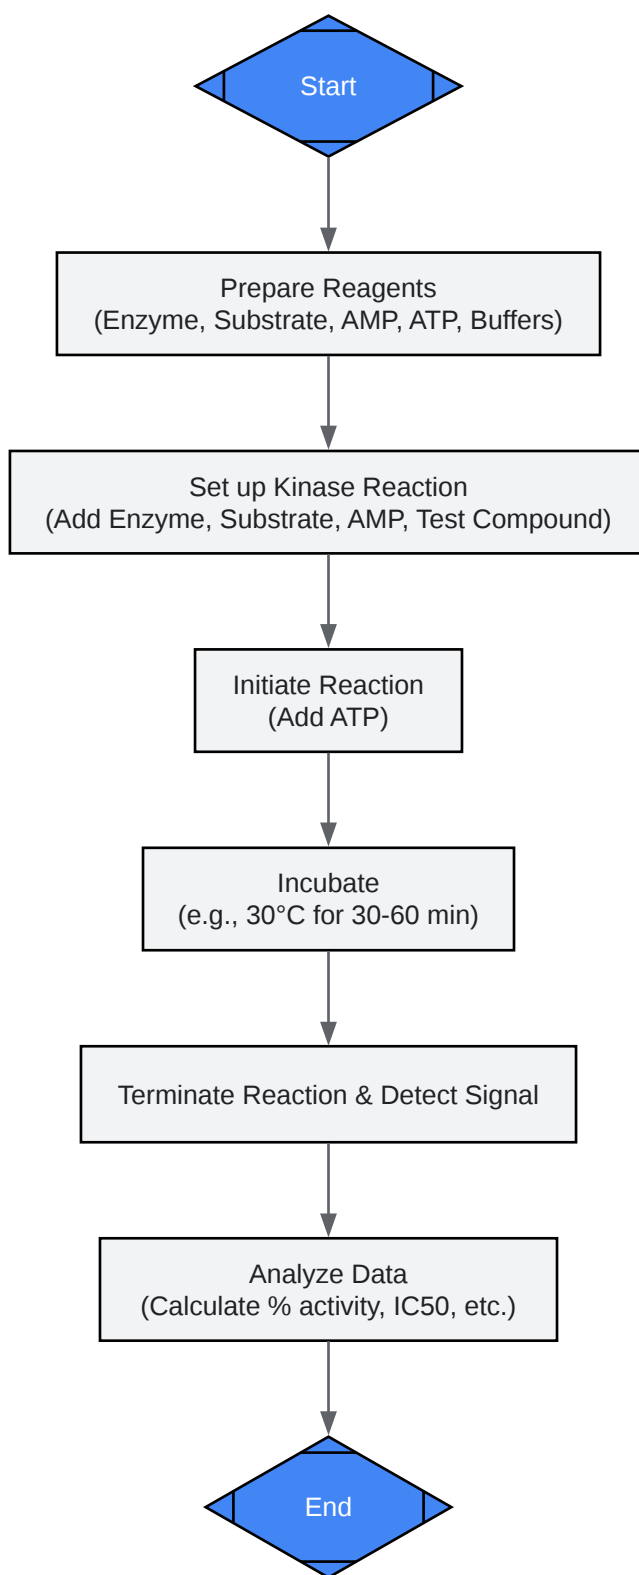 Start
Prepare Reagents
(Enzyme, Substrate, AMP, ATP, Buffers)
Set up Kinase Reaction
(Add Enzyme, Substrate, AMP, Test Compound)
Initiate Reaction
(Add ATP)
Incubate
(e.g., 30°C for 30-60 min)
Terminate Reaction & Detect Signal
Analyze Data
(Calculate % activity, IC50, etc.)
End